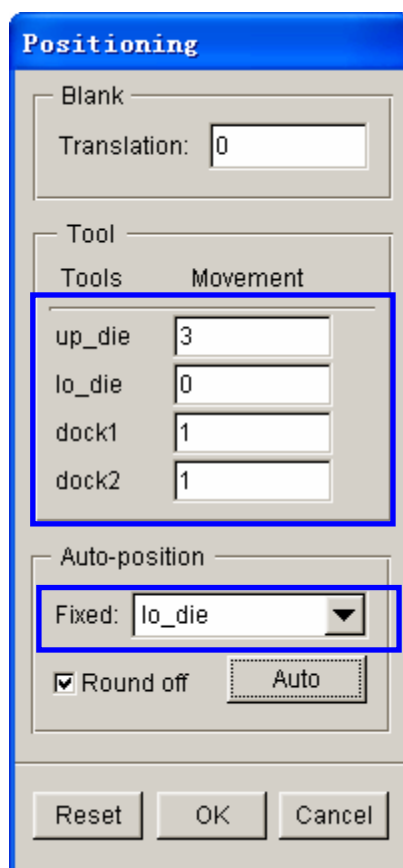 Positioning
Blank
Translation: 0
Tool
Tools Movement
up_die 3
lo_die 0
dock1 1
dock2 1
Auto-position
Fixed: lo_die
Round off Auto
Reset OK Cancel